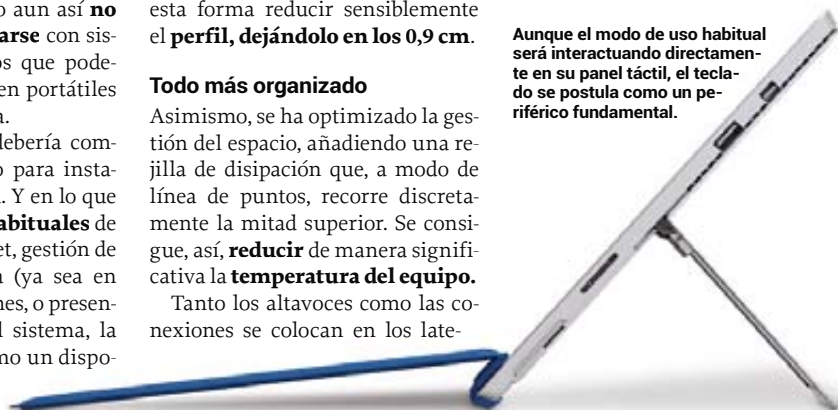 o aun así no
arse con sis-
os que pode-
en portátiles
a.
debería com-
o para insta-
. Y en lo que
abituales de
et, gestión de
n (ya sea en
nes, o presen-
l sistema, la
mo un dispo-
esta forma reducir sensiblemente
el perfil, dejándolo en los 0,9 cm.
Todo más organizado
Asimismo, se ha optimizado la ges-
tión del espacio, añadiendo una re-
jilla de disipación que, a modo de
línea de puntos, recorre discreta-
mente la mitad superior. Se consi-
gue, así, reducir de manera signifi-
cativa la temperatura del equipo.
Tanto los altavoces como las co-
nexiones se colocan en los late-
Aunque el modo de uso habitual
será interactuando directamen-
te en su panel táctil, el tecla-
do se postula como un pe-
riférico fundamental.